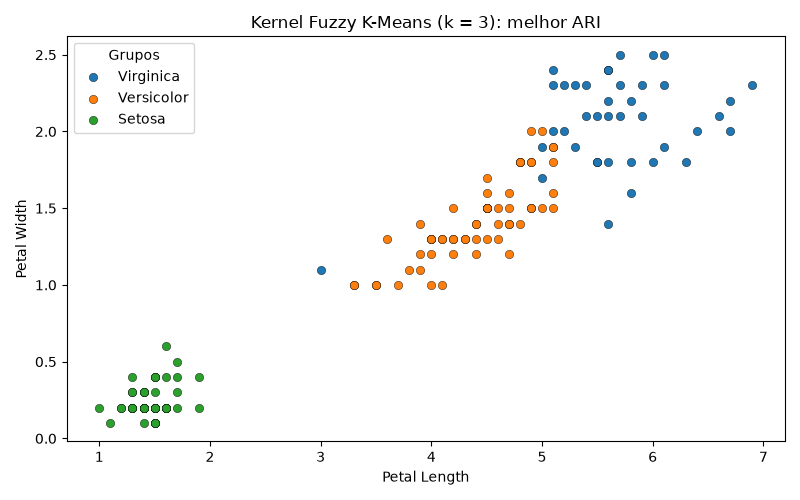 Kernel Fuzzy K-Means (k = 3): melhor ARI
Grupos
Virginica
Versicolor
Setosa
Petal Width
2.5
2.0
1.5
1.0
0.5
0.0
1 2 3 4 5 6 7
Petal Length